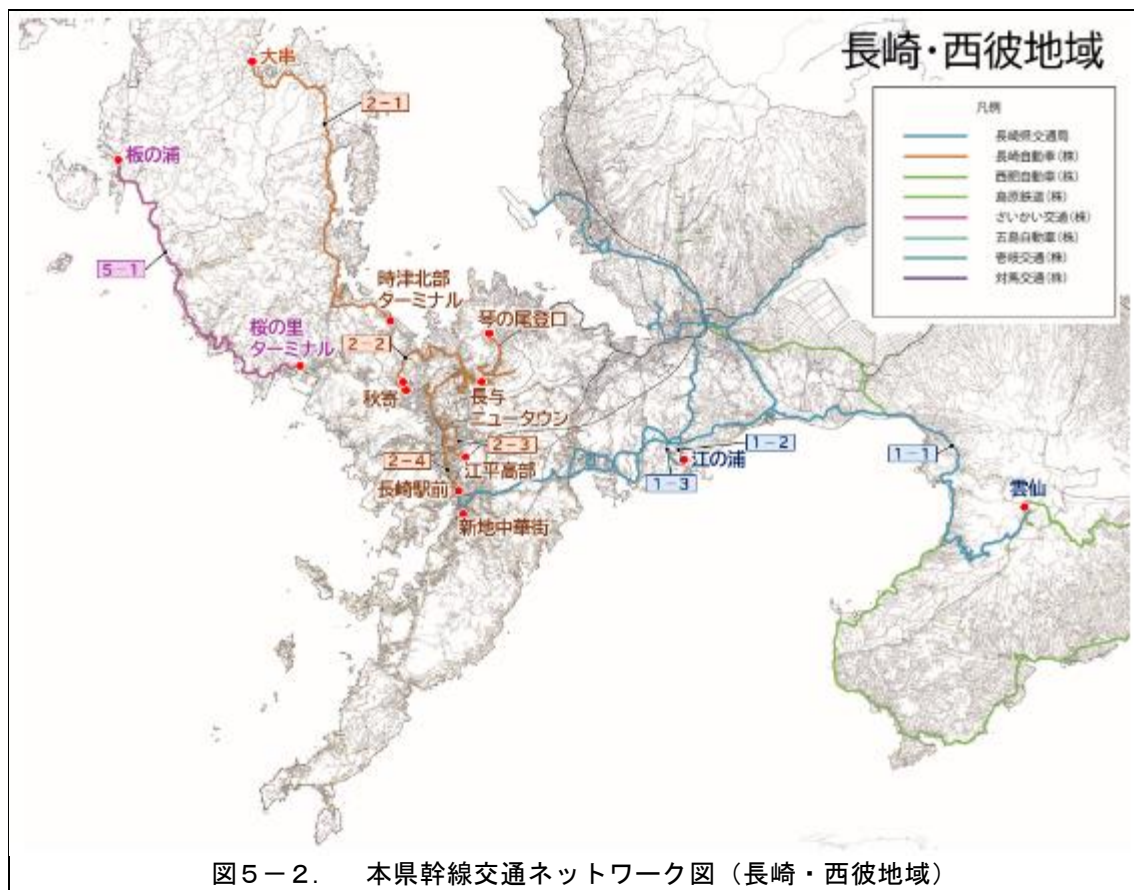 長崎・西彼地域
凡例
長崎県交通局
長崎自動車(株)
西肥自動車(株)
島原鉄道(株)
さいかい交通(株)
五島自動車(株)
壱岐交通(株)
対馬交通(株)
大串
2-1
板の浦
5-1
時津北部
ターミナル
琴の尾登口
桜の里
ターミナル
2-2
秋寄
長与
ニュータウン
2-3
2-4
江平高部
長崎駅前
新地中華街
1-2
江の浦
1-3
1-1
雲仙
図5-2. 本県幹線交通ネットワーク図(長崎・西彼地域)